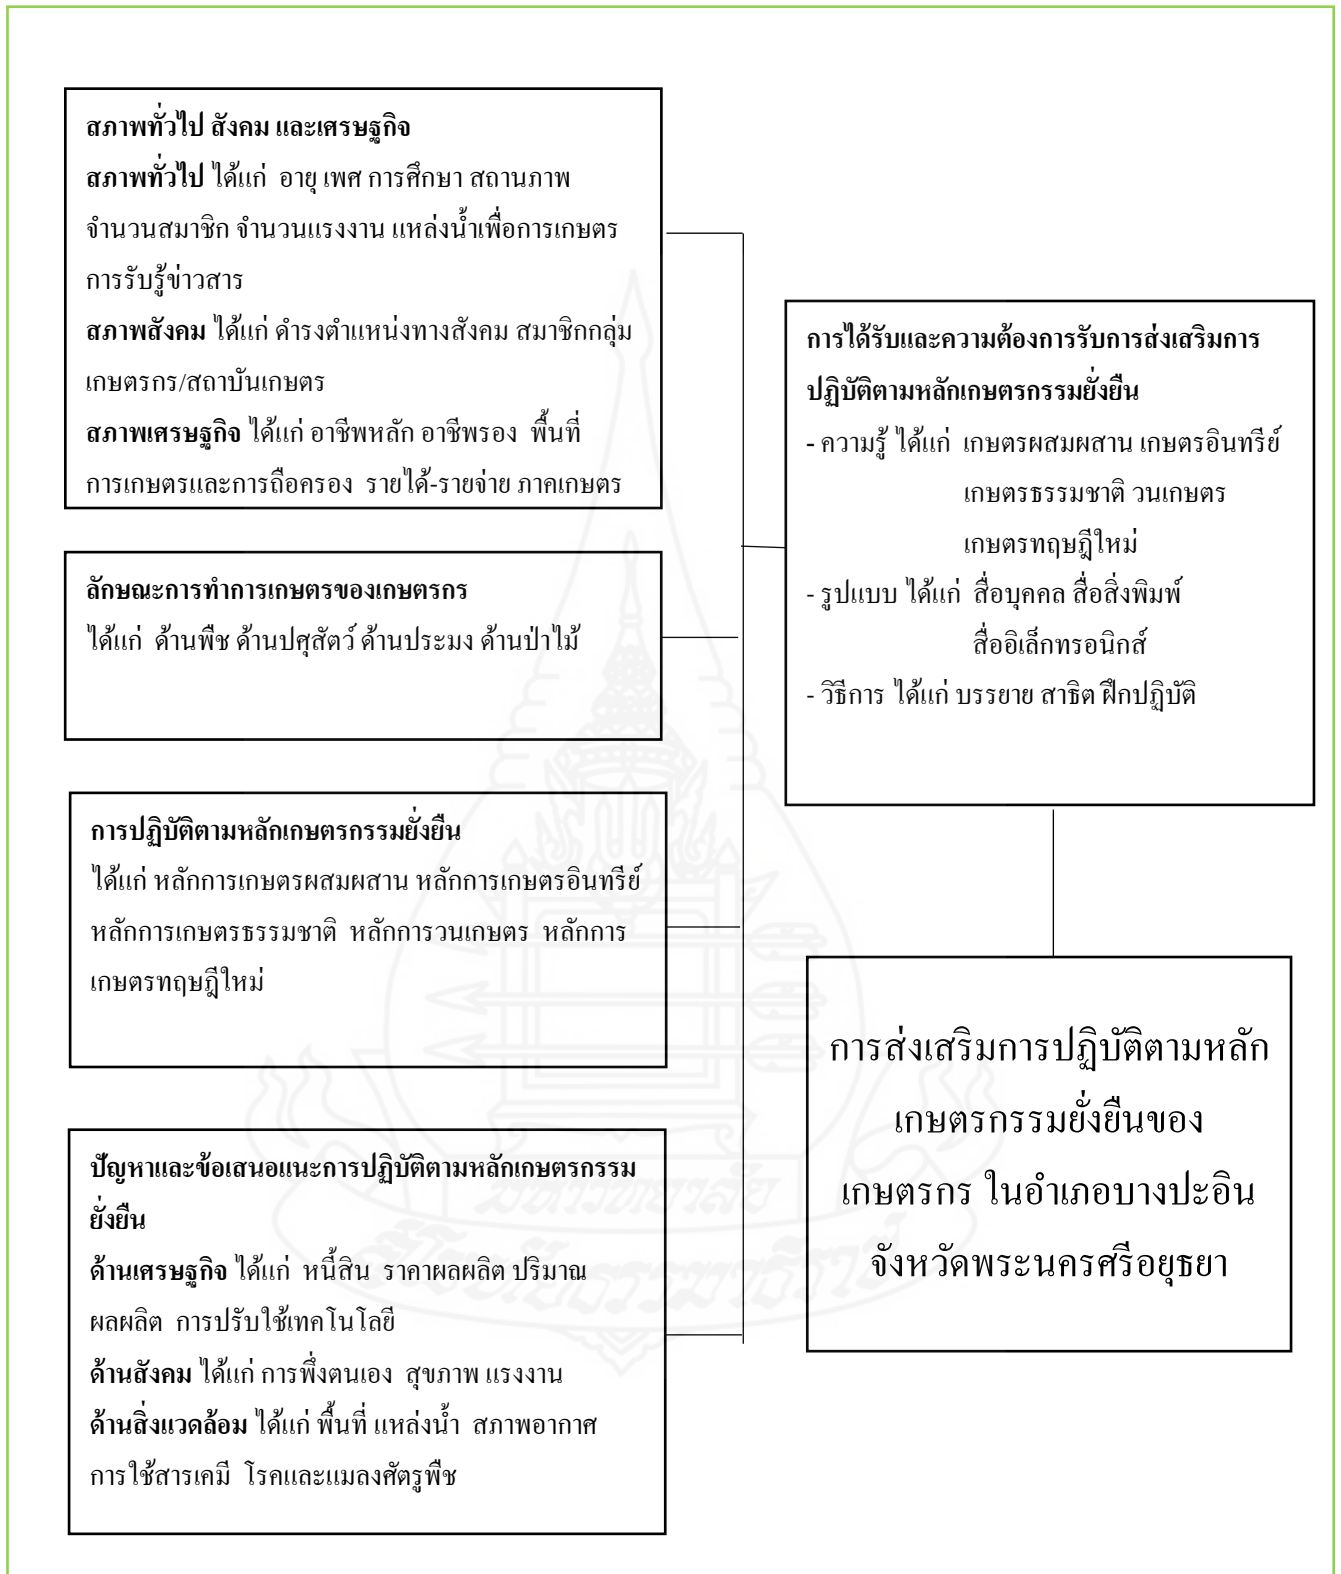 สภาพทั่วไป สังคม และเศรษฐกิจ
สภาพทั่วไป ได้แก่ อายุ เพศ การศึกษา สถานภาพ
จำนวนสมาชิก จำนวนแรงงาน แหล่งน้ำเพื่อการเกษตร
การรับรู้ข่าวสาร
สภาพสังคม ได้แก่ ดำรงตำแหน่งทางสังคม สมาชิกกลุ่ม
เกษตรกร/สถาบันเกษตร
สภาพเศรษฐกิจ ได้แก่ อาชีพหลัก อาชีพรอง พื้นที่
การเกษตรและการถือครอง รายได้-รายจ่าย ภาคเกษตร
ลักษณะการทำการเกษตรของเกษตรกร
ได้แก่ ด้านพืช ด้านปศุสัตว์ ด้านประมง ด้านป่าไม้
การปฏิบัติตามหลักเกษตรกรรมยั่งยืน
ได้แก่ หลักการเกษตรผสมผสาน หลักการเกษตรอินทรีย์
หลักการเกษตรธรรมชาติ หลักการวนเกษตร หลักการ
เกษตรทฤษฎีใหม่
ปัญหาและข้อเสนอแนะการปฏิบัติตามหลักเกษตรกรรม
ยั่งยืน
ด้านเศรษฐกิจ ได้แก่ หนี้สิน ราคาผลผลิต ปริมาณ
ผลผลิต การปรับใช้เทคโนโลยี
ด้านสังคม ได้แก่ การพึ่งตนเอง สุขภาพ แรงงาน
ด้านสิ่งแวดล้อม ได้แก่ พื้นที่ แหล่งน้ำ สภาพอากาศ
การใช้สารเคมี โรคและแมลงศัตรูพืช
การได้รับและความต้องการรับการส่งเสริมการ
ปฏิบัติตามหลักเกษตรกรรมยั่งยืน
- ความรู้ ได้แก่ เกษตรผสมผสาน เกษตรอินทรีย์
เกษตรธรรมชาติ วนเกษตร
เกษตรทฤษฎีใหม่
- รูปแบบ ได้แก่ สื่อบุคคล สื่อสิ่งพิมพ์
สื่ออิเล็กทรอนิกส์
- วิธีการ ได้แก่ บรรยาย สาธิต ฝึกปฏิบัติ
การส่งเสริมการปฏิบัติตามหลัก
เกษตรกรรมยั่งยืนของ
เกษตรกร ในอำเภอบางปะอิน
จังหวัดพระนครศรีอยุธยา
มหาวิทยาลัย
สุโขทัยธรรมาธิราช